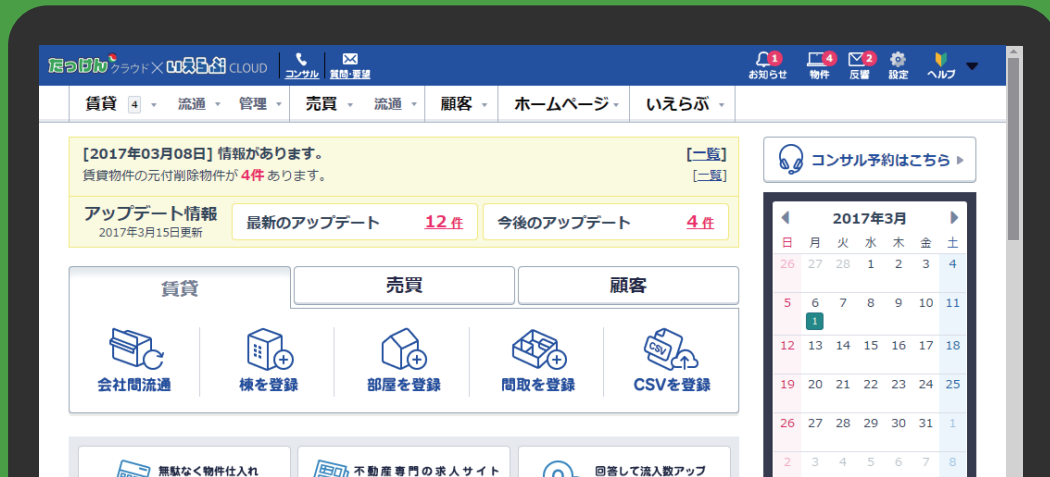 たっけんクラウド×いえらぶCLOUD
コンサル 質問・要望
1 4 2
お知らせ 物件 反響 設定 ヘルプ
賃貸 4 流通 管理 売買 流通 顧客 ホームページ いえらぶ
[2017年03月08日] 情報があります。 [一覧]
賃貸物件の元付削除物件が 4件 あります。 [一覧]
アップデート情報
2017年3月15日更新
最新のアップデート 12 件
今後のアップデート 4 件
賃貸 売買 顧客
会社間流通 棟を登録 部屋を登録 間取を登録 CSVを登録
CSV
無駄なく物件仕入れ
不動産専門の求人サイト
回答して流入数アップ
コンサル予約はこちら
2017年3月
日 月 火 水 木 金 土
26 27 28 1 2 3 4
5 6 7 8 9 10 11
1
12 13 14 15 16 17 18
19 20 21 22 23 24 25
26 27 28 29 30 31 1
2 3 4 5 6 7 8